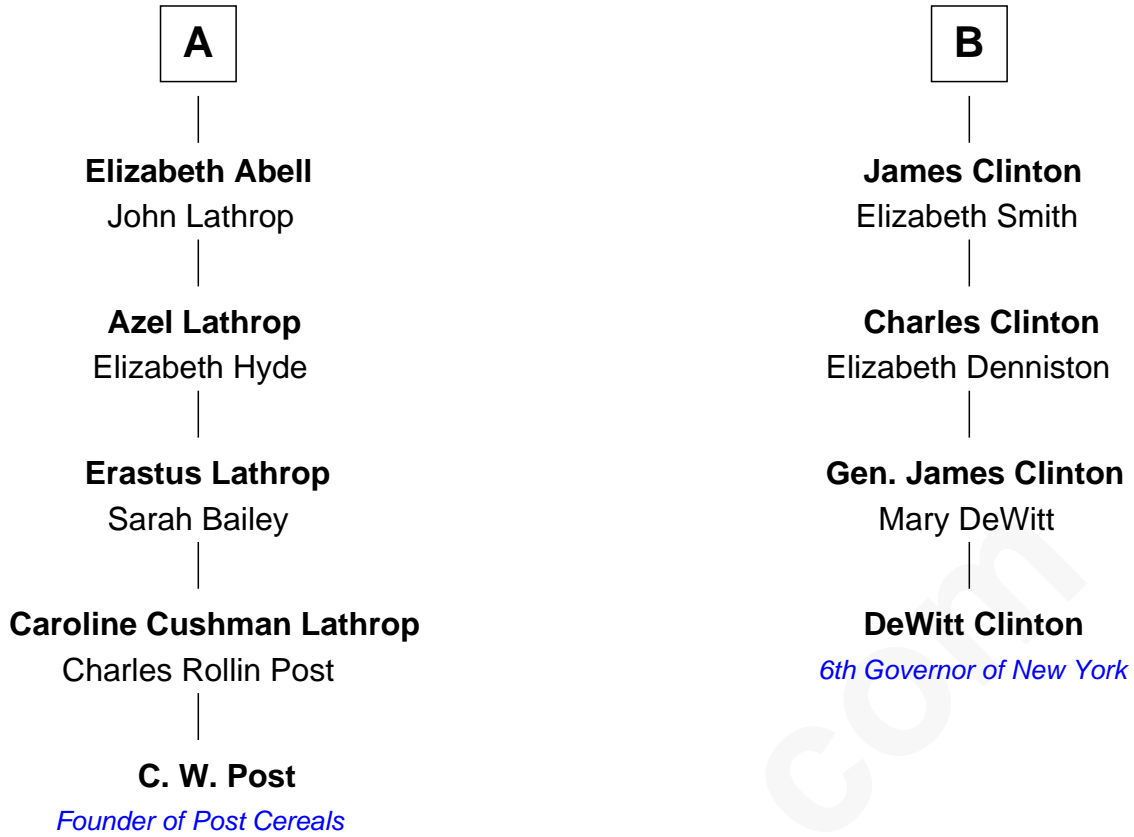 A
Elizabeth Abell
John Lathrop
Azel Lathrop
Elizabeth Hyde
Erastus Lathrop
Sarah Bailey
Caroline Cushman Lathrop
Charles Rollin Post
C. W. Post
Founder of Post Cereals
B
James Clinton
Elizabeth Smith
Charles Clinton
Elizabeth Denniston
Gen. James Clinton
Mary DeWitt
DeWitt Clinton
6th Governor of New York
com